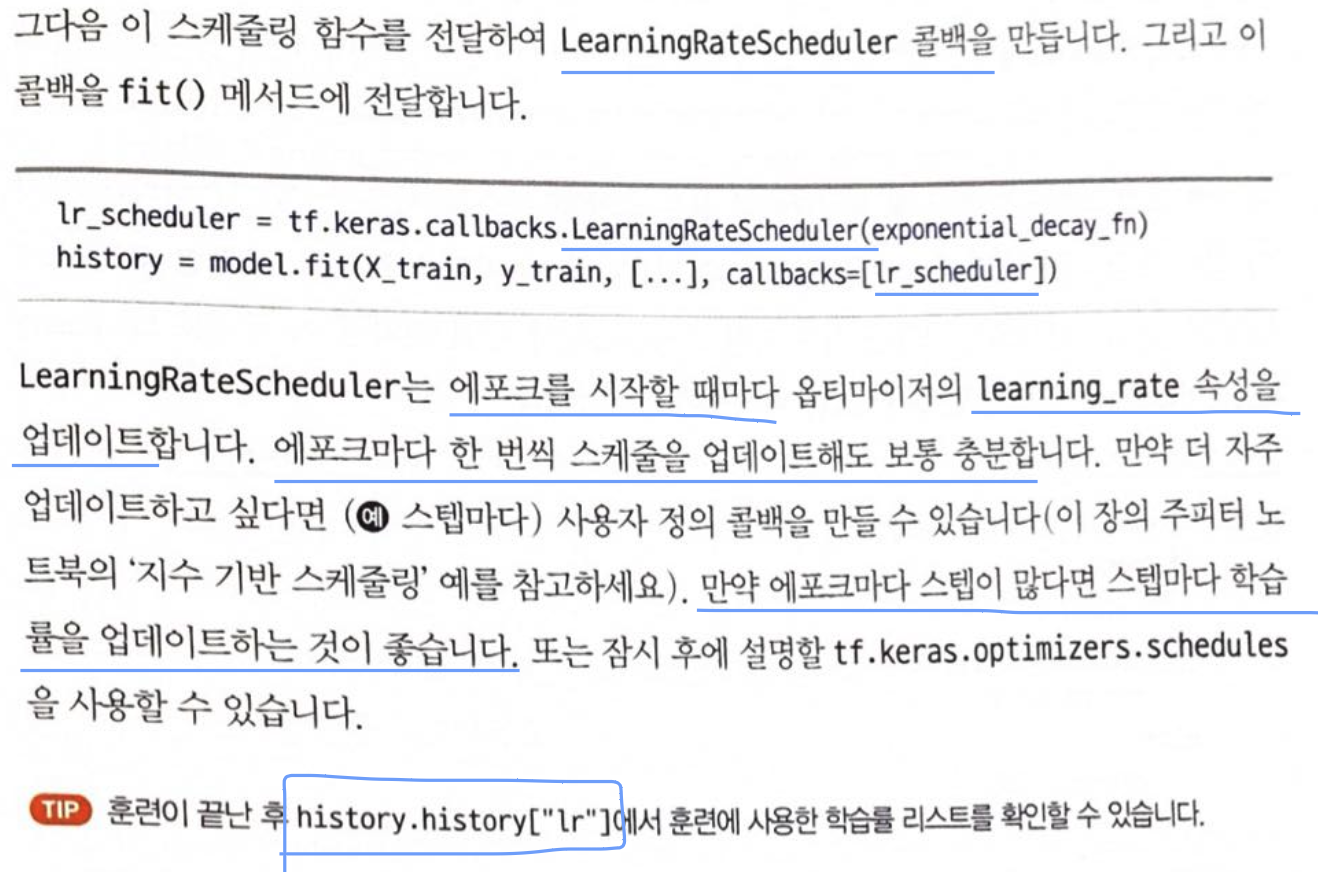 그다음 이 스케줄링 함수를 전달하여 LearningRateScheduler 콜백을 만듭니다. 그리고 이
콜백을 fit() 메서드에 전달합니다.
lr_scheduler = tf.keras.callbacks.LearningRateScheduler(exponential_decay_fn)
history = model.fit(X_train, y_train, [...], callbacks=[lr_scheduler])
LearningRateScheduler는 에포크를 시작할 때마다 옵티마이저의 learning_rate 속성을
업데이트합니다. 에포크마다 한 번씩 스케줄을 업데이트해도 보통 충분합니다. 만약 더 자주
업데이트하고 싶다면 (예 스텝마다) 사용자 정의 콜백을 만들 수 있습니다(이 장의 주피터 노
트북의 ‘지수 기반 스케줄링’ 예를 참고하세요). 만약 에포크마다 스텝이 많다면 스텝마다 학습
률을 업데이트하는 것이 좋습니다. 또는 잠시 후에 설명할 tf.keras.optimizers.schedules
을 사용할 수 있습니다.
TIP 훈련이 끝난 후 history.history["lr"]에서 훈련에 사용한 학습률 리스트를 확인할 수 있습니다.